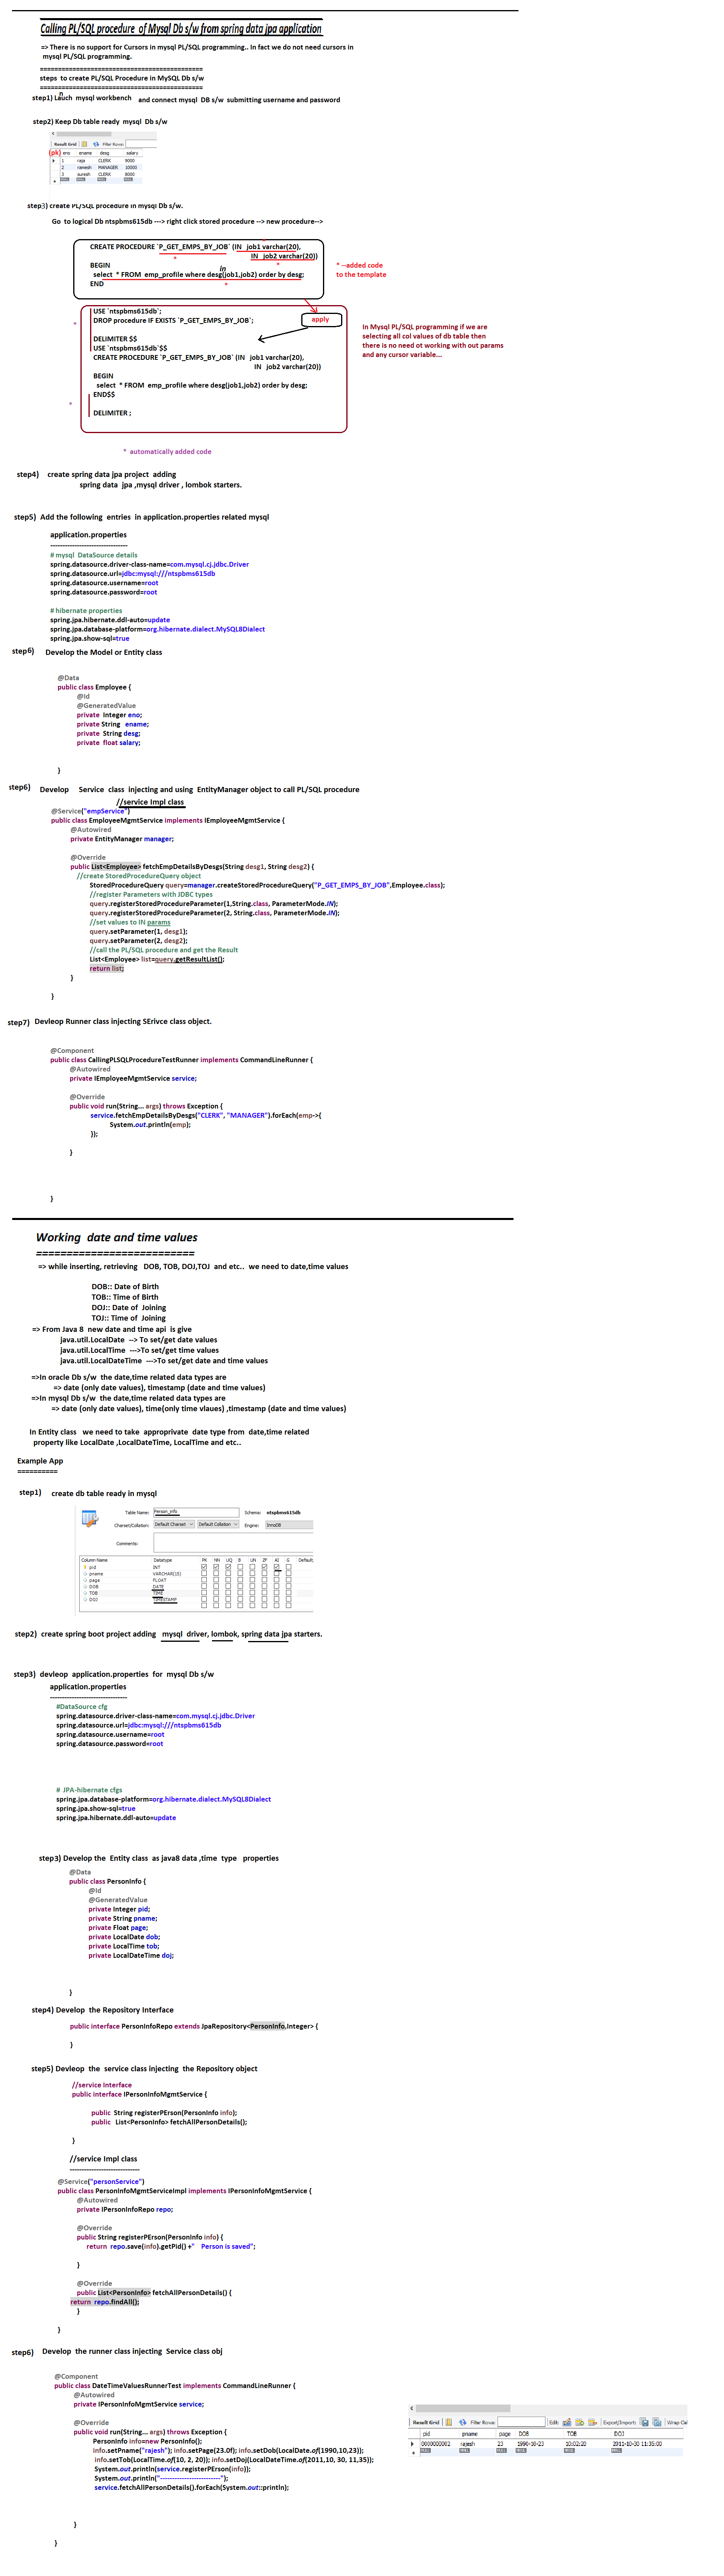 Calling PL/SQL procedure of Mysql Db s/w from spring data jpa application
=> There is no support for Cursors in mysql PL/SQL programming.. In fact we do not need cursors in
mysql PL/SQL programming.
=============================================
steps to create PL/SQL Procedure in MySQL Db s/w
=============================================
step1) Lauch mysql workbench and connect mysql DB s/w submitting username and password
n
step2) Keep Db table ready mysql Db s/w
Result Grid Filter Rows:
(pk) eno ename desg salary
1 raja CLERK 9000
2 ramesh MANAGER 10000
3 suresh CLERK 8000
NULL NULL NULL NULL
step3) create PL/SQL procedure in mysql Db s/w.
Go to logical Db ntspbms615db ---> right click stored procedure --> new procedure-->
CREATE PROCEDURE `P_GET_EMPS_BY_JOB` (IN job1 varchar(20),
IN job2 varchar(20))
* *
BEGIN
in
select * FROM emp_profile where desg(job1,job2) order by desg;
END
*
* --added code
to the template
apply
USE `ntspbms615db`;
DROP procedure IF EXISTS `P_GET_EMPS_BY_JOB`;
*
DELIMITER $$
USE `ntspbms615db`$$
CREATE PROCEDURE `P_GET_EMPS_BY_JOB` (IN job1 varchar(20),
IN job2 varchar(20))
BEGIN
select * FROM emp_profile where desg(job1,job2) order by desg;
END$$
*
DELIMITER ;
In Mysql PL/SQL programming if we are
selecting all col values of db table then
there is no need ot working with out params
and any cursor variable...
* automatically added code
step4) create spring data jpa project adding
spring data jpa ,mysql driver , lombok starters.
step5) Add the following entries in application.properties related mysql
application.properties
--------------------------------
# mysql DataSource details
spring.datasource.driver-class-name=com.mysql.cj.jdbc.Driver
spring.datasource.url=jdbc:mysql:///ntspbms615db
spring.datasource.username=root
spring.datasource.password=root
# hibernate properties
spring.jpa.hibernate.ddl-auto=update
spring.jpa.database-platform=org.hibernate.dialect.MySQL8Dialect
spring.jpa.show-sql=true
step6) Develop the Model or Entity class
@Data
public class Employee {
@Id
@GeneratedValue
private Integer eno;
private String ename;
private String desg;
private float salary;
}
step6) Develop Service class injecting and using EntityManager object to call PL/SQL procedure
//service Impl class
@Service("empService")
public class EmployeeMgmtService implements IEmployeeMgmtService {
@Autowired
private EntityManager manager;
@Override
public List<Employee> fetchEmpDetailsByDesgs(String desg1, String desg2) {
//create StoredProcedureQuery object
StoredProcedureQuery query=manager.createStoredProcedureQuery("P_GET_EMPS_BY_JOB",Employee.class);
//register Parameters with JDBC types
query.registerStoredProcedureParameter(1,String.class, ParameterMode.IN);
query.registerStoredProcedureParameter(2, String.class, ParameterMode.IN);
//set values to IN params
query.setParameter(1, desg1);
query.setParameter(2, desg2);
//call the PL/SQL procedure and get the Result
List<Employee> list=query.getResultList();
return list;
}
}
step7) Devleop Runner class injecting SErivce class object.
@Component
public class CallingPLSQLProcedureTestRunner implements CommandLineRunner {
@Autowired
private IEmployeeMgmtService service;
@Override
public void run(String... args) throws Exception {
service.fetchEmpDetailsByDesgs("CLERK", "MANAGER").forEach(emp->{
System.out.println(emp);
});
}
}
Working date and time values
==========================
=> while inserting, retrieving DOB, TOB, DOJ,TOJ and etc.. we need to date,time values
DOB:: Date of Birth
TOB:: Time of Birth
DOJ:: Date of Joining
TOJ:: Time of Joining
=> From Java 8 new date and time api is give
java.util.LocalDate --> To set/get date values
java.util.LocalTime --->To set/get time values
java.util.LocalDateTime --->To set/get date and time values
=>In oracle Db s/w the date,time related data types are
=> date (only date values), timestamp (date and time values)
=>In mysql Db s/w the date,time related data types are
=> date (only date values), time(only time vlaues) ,timestamp (date and time values)
In Entity class we need to take approprivate date type from date,time related
property like LocalDate ,LocalDateTime, LocalTime and etc..
Example App
==========
step1) create db table ready in mysql
Table Name: Person_info Schema: ntspbms615db
Charset/Collation: Default Charset Default Collation Engine: InnoDB
Comments:
Column Name Datatype PK NN UQ B UN ZF AI G Default,
pid INT
pname VARCHAR(15)
page FLOAT
DOB DATE
TOB TIME
DOJ TIMESTAMP
step2) create spring boot project adding mysql driver, lombok, spring data jpa starters.
step3) devleop application.properties for mysql Db s/w
application.properties
--------------------------------
#DataSource cfg
spring.datasource.driver-class-name=com.mysql.cj.jdbc.Driver
spring.datasource.url=jdbc:mysql:///ntspbms615db
spring.datasource.username=root
spring.datasource.password=root
# JPA-hibernate cfgs
spring.jpa.database-platform=org.hibernate.dialect.MySQL8Dialect
spring.jpa.show-sql=true
spring.jpa.hibernate.ddl-auto=update
step3) Develop the Entity class as java8 data ,time type properties
@Data
public class PersonInfo {
@Id
@GeneratedValue
private Integer pid;
private String pname;
private Float page;
private LocalDate dob;
private LocalTime tob;
private LocalDateTime doj;
}
step4) Develop the Repository Interface
public interface PersonInfoRepo extends JpaRepository<PersonInfo,Integer> {
}
step5) Devleop the service class injecting the Repository object
//service Interface
public interface IPersonInfoMgmtService {
public String registerPErson(PersonInfo info);
public List<PersonInfo> fetchAllPersonDetails();
}
//service Impl class
-----------------------------
@Service("personService")
public class PersonInfoMgmtServiceImpl implements IPersonInfoMgmtService {
@Autowired
private IPersonInfoRepo repo;
@Override
public String registerPErson(PersonInfo info) {
return repo.save(info).getPid() +" Person is saved";
}
@Override
public List<PersonInfo> fetchAllPersonDetails() {
return repo.findAll();
}
}
step6) Develop the runner class injecting Service class obj
@Component
public class DateTimeValuesRunnerTest implements CommandLineRunner {
@Autowired
private IPersonInfoMgmtService service;
@Override
public void run(String... args) throws Exception {
PersonInfo info=new PersonInfo();
info.setPname("rajesh"); info.setPage(23.0f); info.setDob(LocalDate.of(1990,10,23));
info.setTob(LocalTime.of(10, 2, 20)); info.setDoj(LocalDateTime.of(2011,10, 30, 11,35));
System.out.println(service.registerPErson(info));
System.out.println("-------------------------");
service.fetchAllPersonDetails().forEach(System.out::println);
}
}
Result Grid Filter Rows: Edit: Export/Import: Wrap Cel
pid pname page DOB TOB DOJ
0000000002 rajesh 23 1990-10-23 10:02:20 2011-10-30 11:35:00
NULL NULL NULL NULL NULL NULL